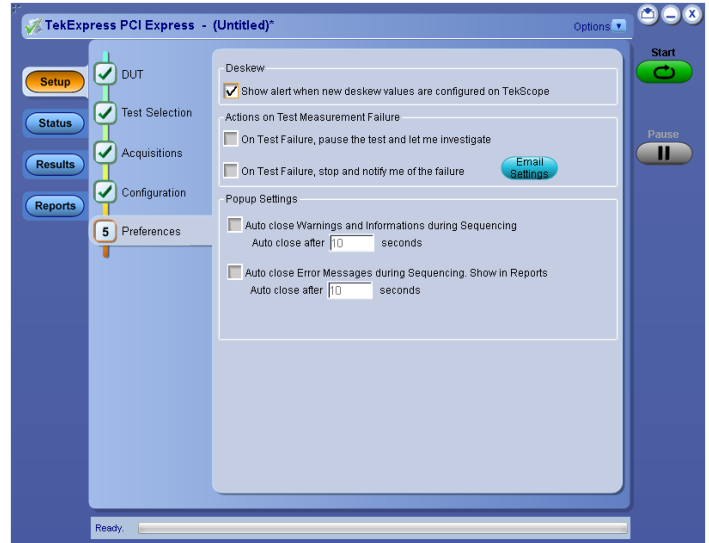 TekExpress PCI Express - (Untitled)*
Options
Start
Setup
Status
Results
Reports
DUT
Test Selection
Acquisitions
Configuration
5 Preferences
Deskew
Show alert when new deskew values are configured on TekScope
Actions on Test Measurement Failure
On Test Failure, pause the test and let me investigate
On Test Failure, stop and notify me of the failure
Email
Settings
Popup Settings
Auto close Warnings and Informations during Sequencing
Auto close after 10 seconds
Auto close Error Messages during Sequencing. Show in Reports
Auto close after 10 seconds
Pause
Ready.